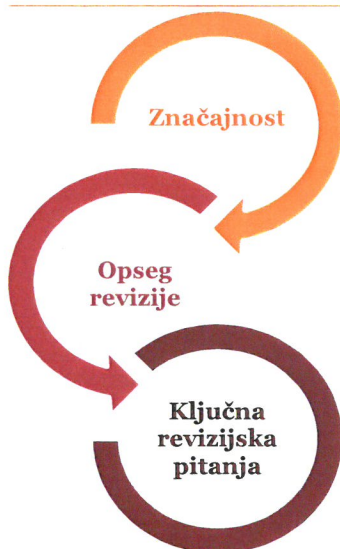 Značajnost
Opseg
revizije
Ključna
revizijska
pitanja